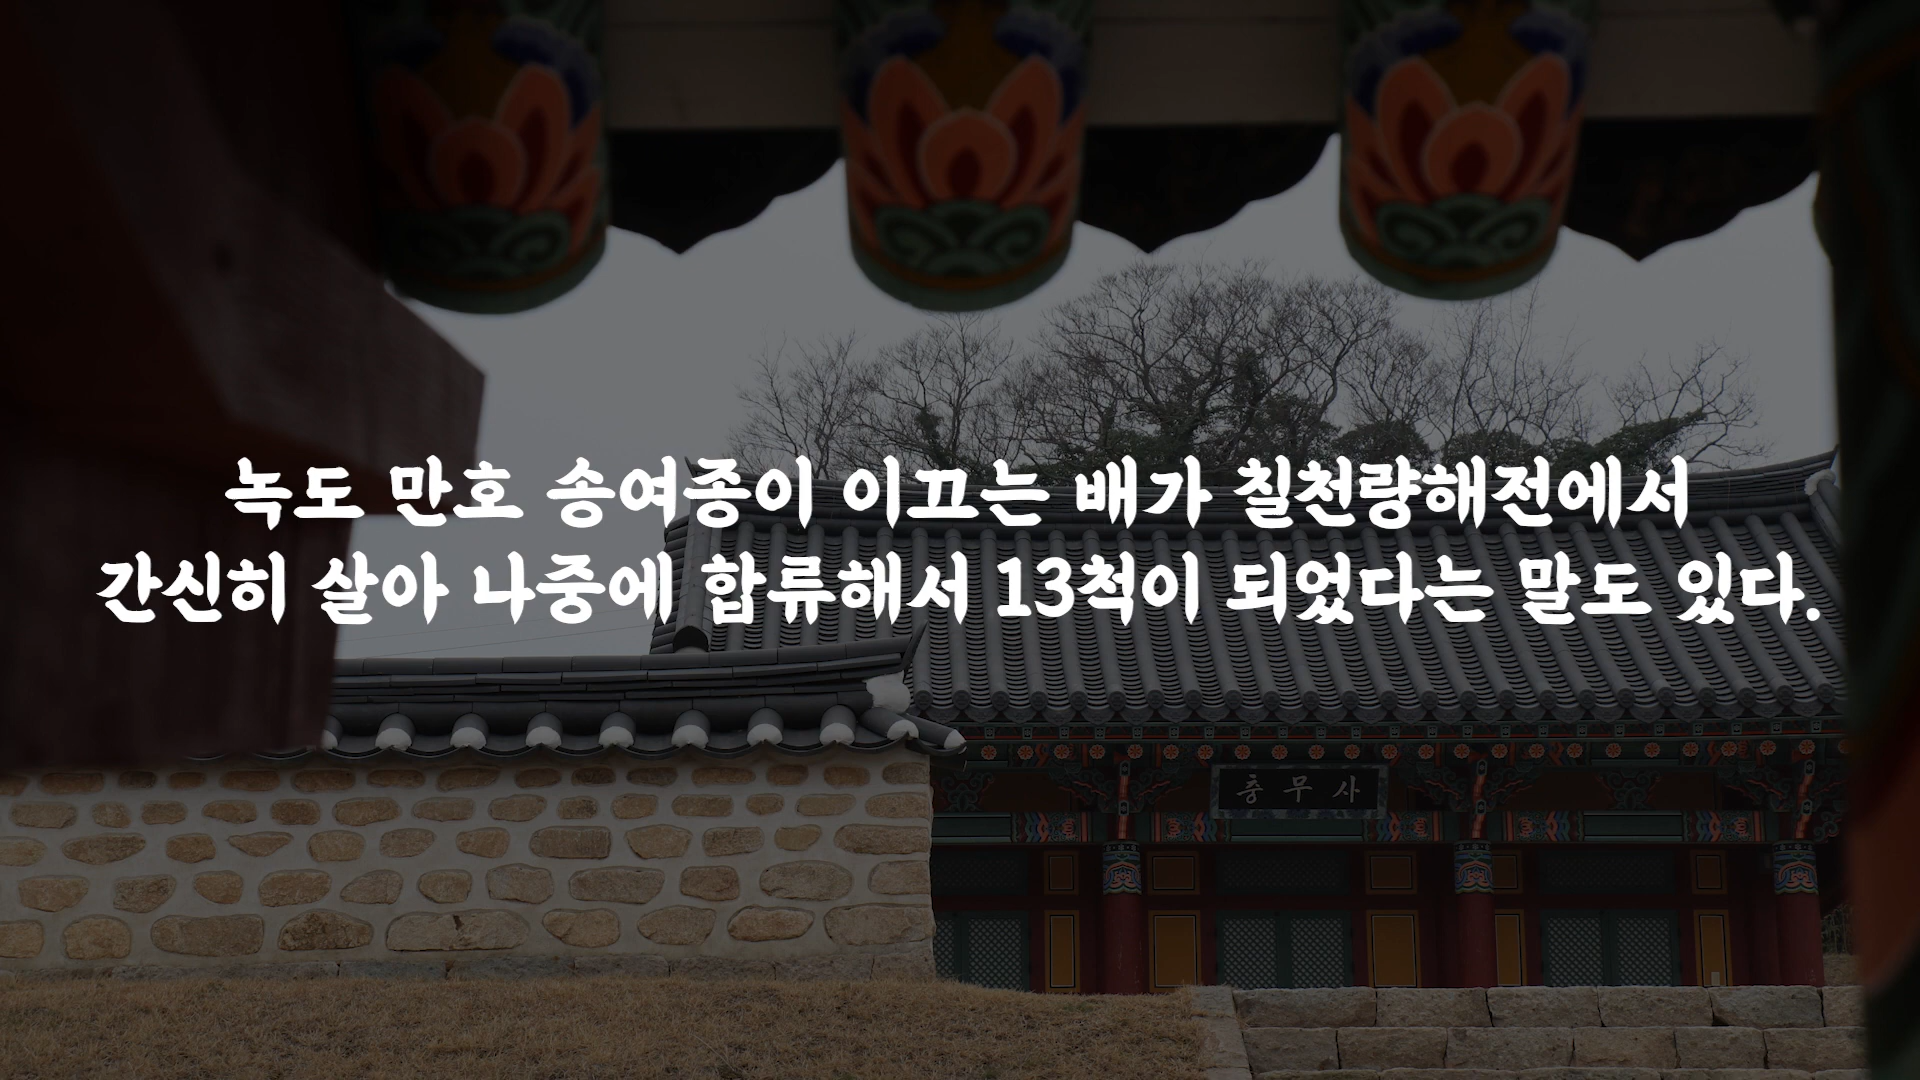 녹도 만호 송여종이 이끄는 배가 칠천량해전에서
간신히 살아 나중에 합류해서 13척이 되었다는 말도 있다.
충무사